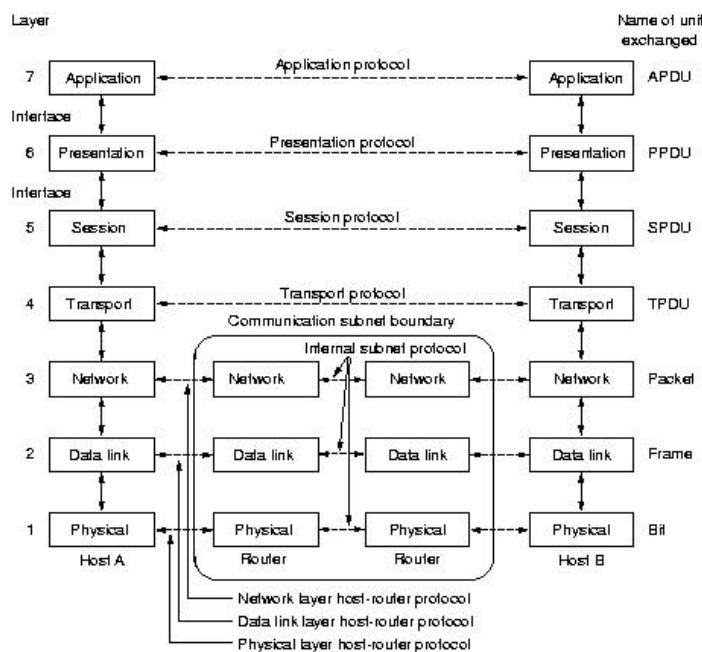 Layer
Name of unit
exchanged
7 Application Application protocol Application APDU
Interface
6 Presentation Presentation protocol Presentation PPDU
Interface
5 Session Session protocol Session SPDU
4 Transport Transport protocol Transport TPDU
Communication subnet boundary
Internal subnet protocol
3 Network Network Network Network Packet
2 Data link Data link Data link Data link Frame
1 Physical Physical Physical Physical Bit
Host A Router Router Host B
Network layer host-router protocol
Data link layer host-router protocol
Physical layer host-router protocol